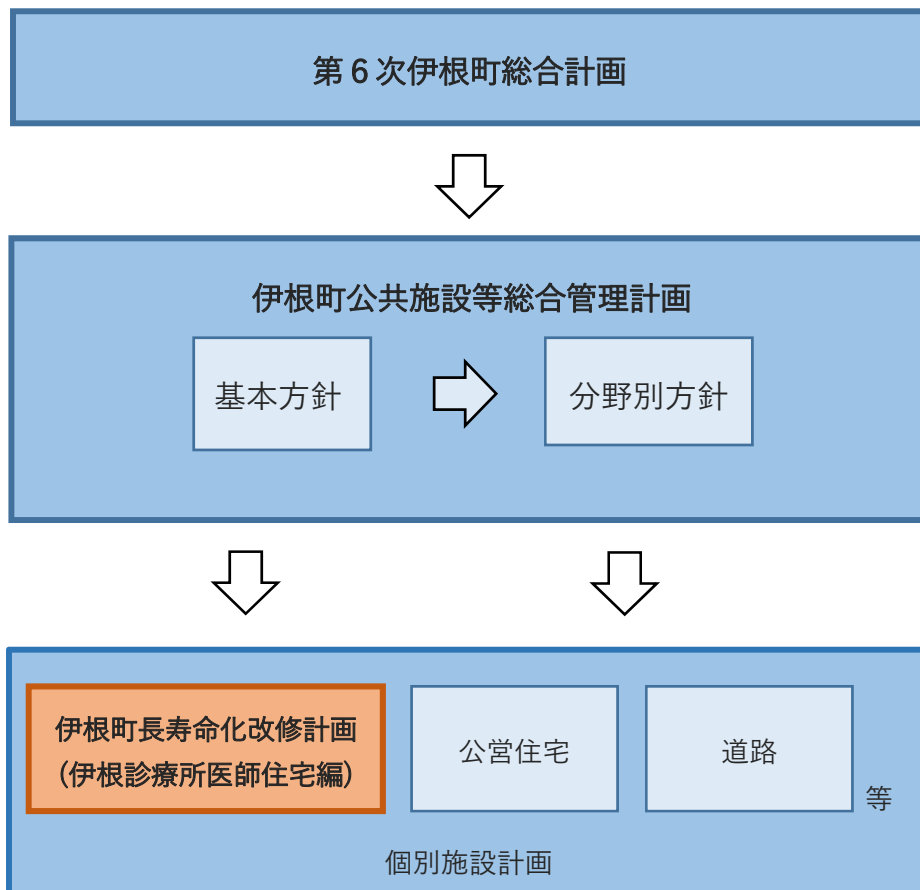 第6次伊根町総合計画
伊根町公共施設等総合管理計画
基本方針
分野別方針
伊根町長寿命化改修計画
(伊根診療所医師住宅編)
公営住宅
道路
等
個別施設計画